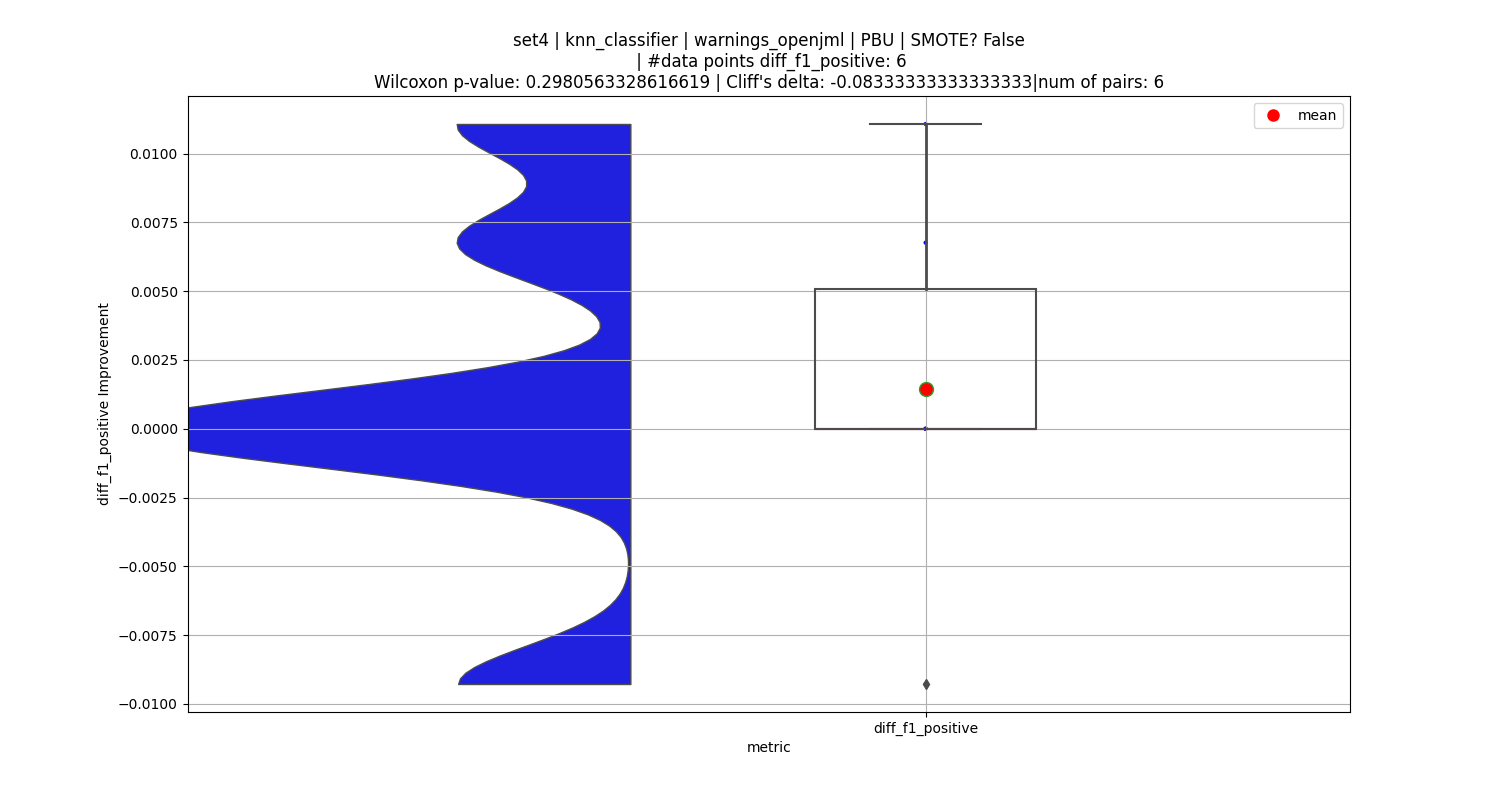 set4 | knn_classifier | warnings_openjml | PBU | SMOTE? False
| #data points diff_f1_positive: 6
Wilcoxon p-value: 0.2980563328616619 | Cliff's delta: -0.08333333333333333|num of pairs: 6
mean
0.0100
0.0075
0.0050
0.0025
0.0000
−0.0025
−0.0050
−0.0075
−0.0100
diff_f1_positive Improvement
diff_f1_positive
metric